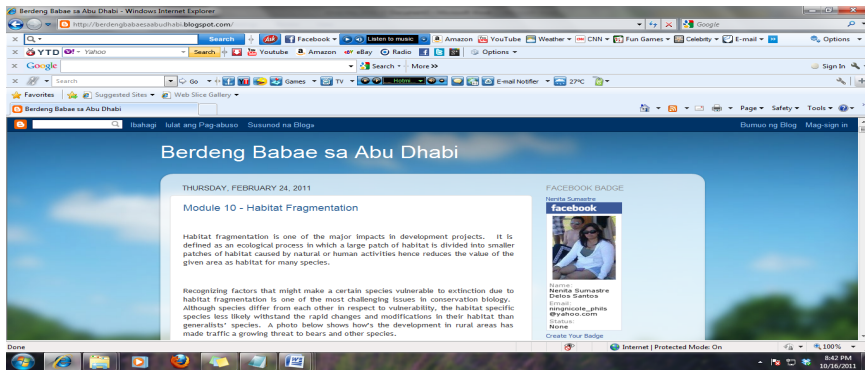 Berdeng Babae sa Abu Dhabi - Windows Internet Explorer
http://berdengbabaesaabudhabi.blogspot.com/
Google
Search
Facebook
Listen to music
Amazon
YouTube
Weather
CNN
Fun Games
Celebrity
E-mail
Options
YTD
Yahoo
Search
Youtube
Amazon
eBay
Radio
Options
Google
Search
More >>
Sign In
Search
Go
Games
TV
E-mail Notifier
27°C
Favorites
Suggested Sites
Web Slice Gallery
Berdeng Babae sa Abu Dhabi
Page
Safety
Tools
Ibahagi
Iulat ang Pag-abuso
Susunod na Blog»
Bumuo ng Blog
Mag-sign in
Berdeng Babae sa Abu Dhabi
THURSDAY, FEBRUARY 24, 2011
Module 10 - Habitat Fragmentation
Habitat fragmentation is one of the major impacts in development projects. It is
defined as an ecological process in which a large patch of habitat is divided into smaller
patches of habitat caused by natural or human activities hence reduces the value of the
given area as habitat for many species.
Recognizing factors that might make a certain species vulnerable to extinction due to
habitat fragmentation is one of the most challenging issues in conservation biology.
Although species differ from each other in respect to vulnerability, the habitat specific
species less likely withstand the rapid changes and modifications in their habitat than
generalists' species. A photo below shows how's the development in rural areas has
made traffic a growing threat to bears and other species.
FACEBOOK BADGE
Nenita Sumastre
facebook
Name:
Nenita Sumastre
Delos Santos
Email:
ningnicole_phils
@yahoo.com
Status:
None
Create Your Badge
Done
Internet | Protected Mode: On
100%
8:42 PM
10/16/2011